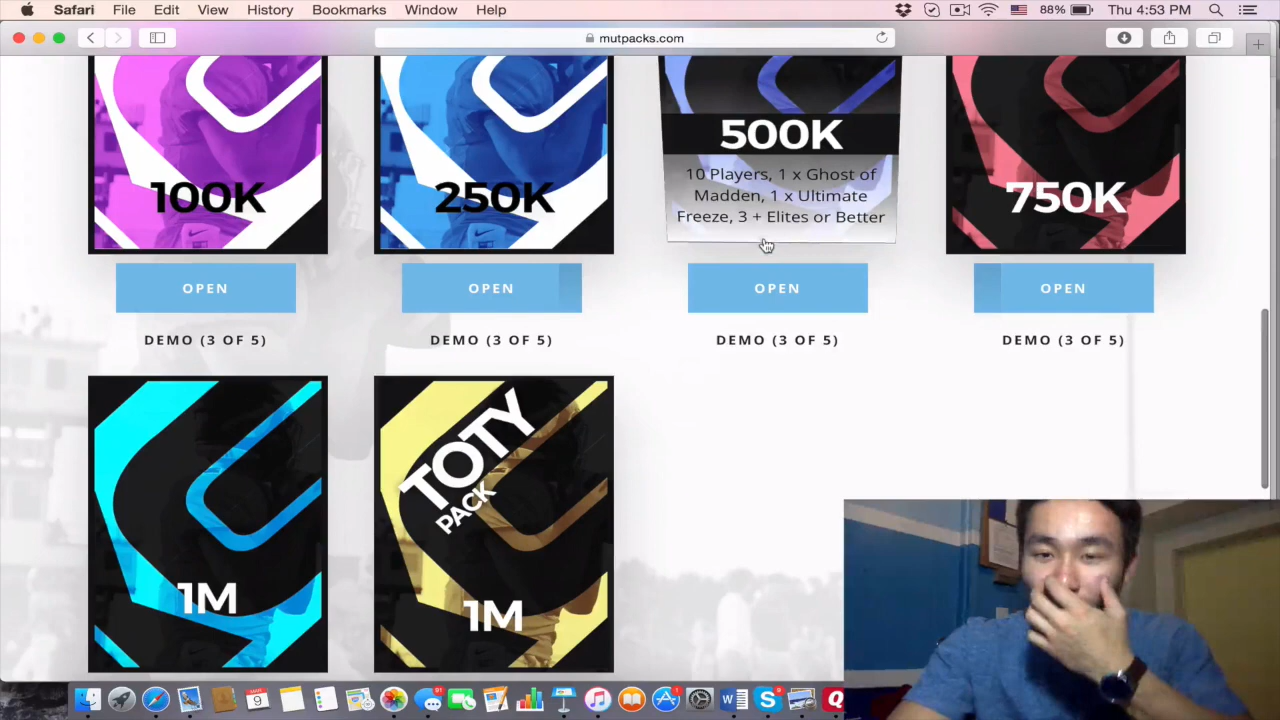 Safari File Edit View History Bookmarks Window Help 88% Thu 4:53 PM
mutpacks.com
100K
250K
500K
10 Players, 1 x Ghost of
Madden, 1 x Ultimate
Freeze, 3 + Elites or Better
750K
OPEN
OPEN
OPEN
OPEN
DEMO (3 OF 5)
DEMO (3 OF 5)
DEMO (3 OF 5)
DEMO (3 OF 5)
1M
TOTY
PACK
1M